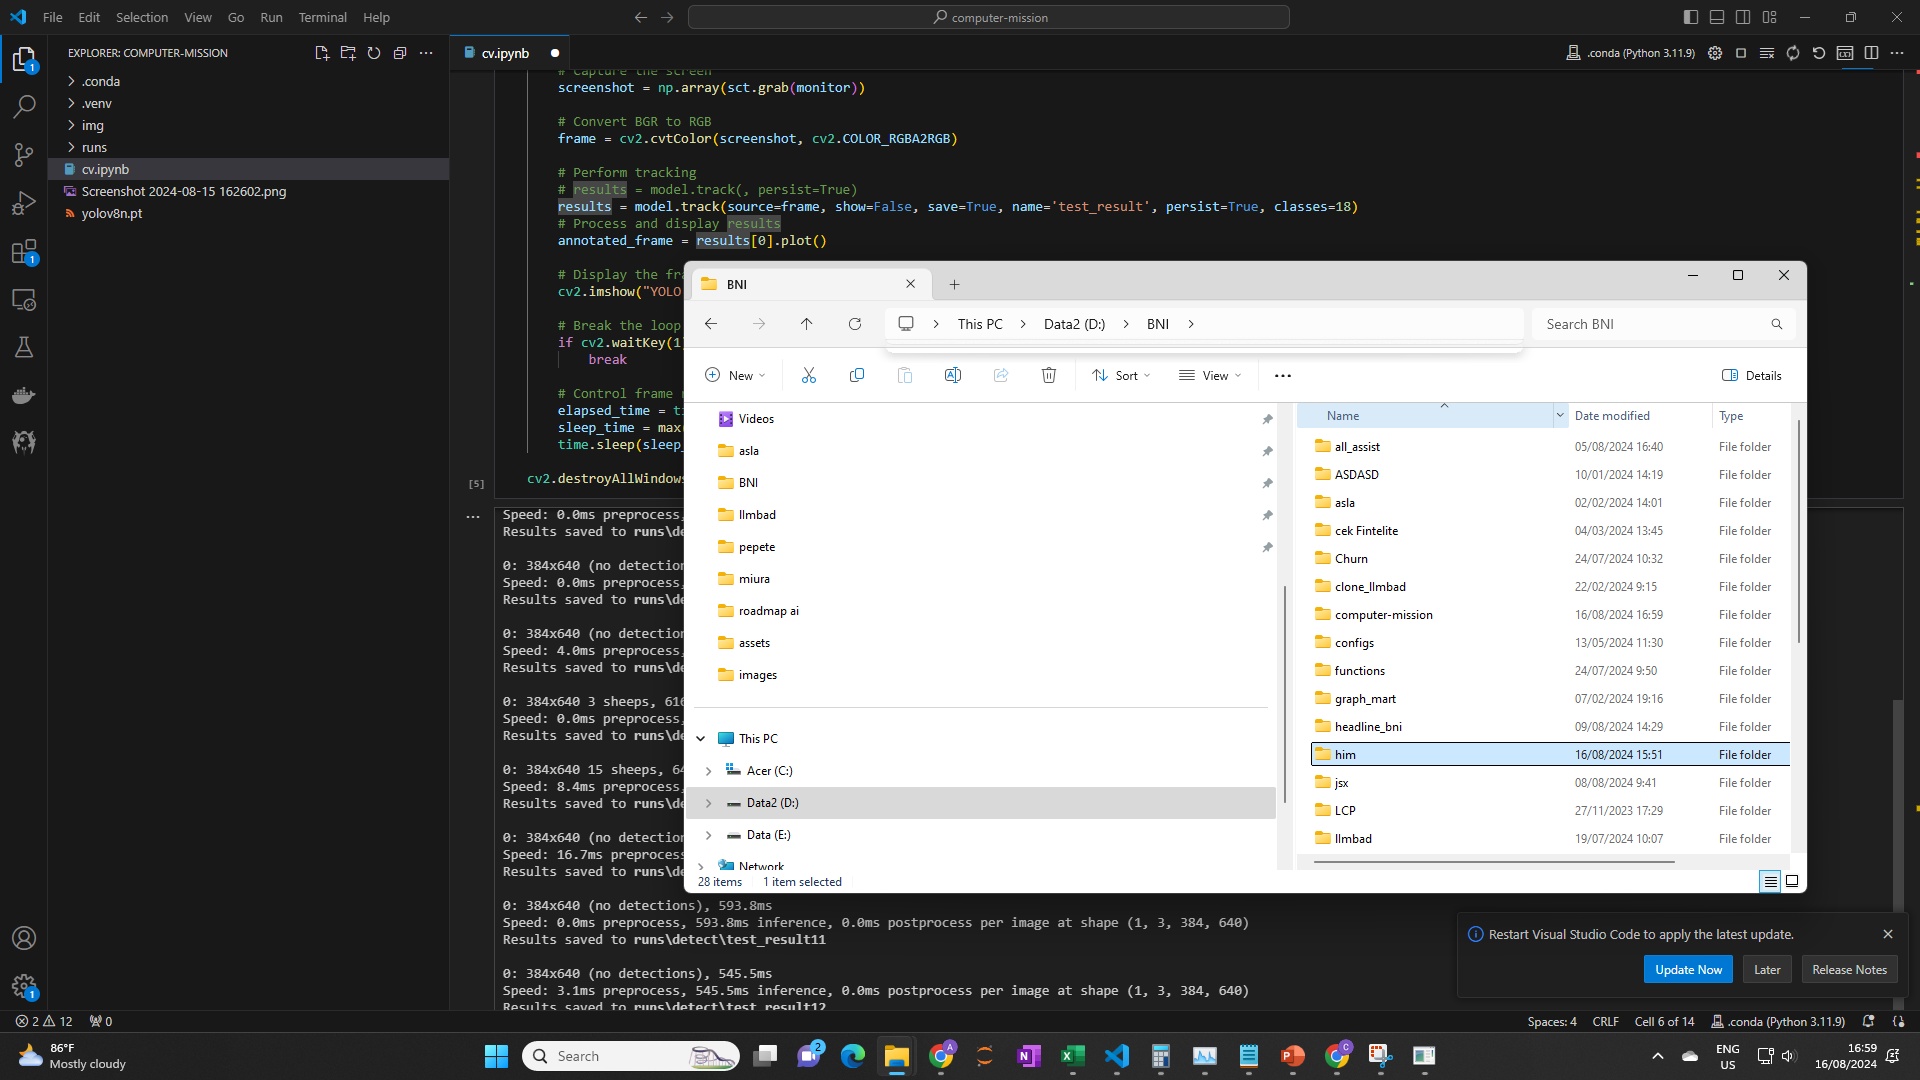 File Edit Selection View Go Run Terminal Help
computer-mission
EXPLORER: COMPUTER-MISSION
.conda
.venv
img
runs
cv.ipynb
Screenshot 2024-08-15 162602.png
yolov8n.pt
cv.ipynb
.conda (Python 3.11.9)
# Capture the screen
screenshot = np.array(sct.grab(monitor))
# Convert BGR to RGB
frame = cv2.cvtColor(screenshot, cv2.COLOR_RGBA2RGB)
# Perform tracking
# results = model.track(, persist=True)
results = model.track(source=frame, show=False, save=True, name='test_result', persist=True, classes=18)
# Process and display results
annotated_frame = results[0].plot()
# Display the fra
cv2.imshow("YOLO
# Break the loop
if cv2.waitKey(1)
break
# Control frame
elapsed_time = ti
sleep_time = max(
time.sleep(sleep_
cv2.destroyAllWindows
[5]
Speed: 0.0ms preprocess,
Results saved to runs\de
0: 384x640 (no detection
Speed: 0.0ms preprocess,
Results saved to runs\de
0: 384x640 (no detection
Speed: 4.0ms preprocess,
Results saved to runs\de
0: 384x640 3 sheeps, 616
Speed: 0.0ms preprocess,
Results saved to runs\de
0: 384x640 15 sheeps, 64
Speed: 8.4ms preprocess,
Results saved to runs\de
0: 384x640 (no detection
Speed: 16.7ms preprocess
Results saved to runs\de
0: 384x640 (no detections), 593.8ms
Speed: 0.0ms preprocess, 593.8ms inference, 0.0ms postprocess per image at shape (1, 3, 384, 640)
Results saved to runs\detect\test_result11
0: 384x640 (no detections), 545.5ms
Speed: 3.1ms preprocess, 545.5ms inference, 0.0ms postprocess per image at shape (1, 3, 384, 640)
Results saved to runs\detect\test_result12
BNI
This PC Data2 (D:) BNI
Search BNI
New
Sort
View
Details
Videos
asla
BNI
llmbad
pepete
miura
roadmap ai
assets
images
This PC
Acer (C:)
Data2 (D:)
Data (E:)
Network
Name Date modified Type
all_assist 05/08/2024 16:40 File folder
ASDASD 10/01/2024 14:19 File folder
asla 02/02/2024 14:01 File folder
cek Fintelite 04/03/2024 13:45 File folder
Churn 24/07/2024 10:32 File folder
clone_llmbad 22/02/2024 9:15 File folder
computer-mission 16/08/2024 16:59 File folder
configs 13/05/2024 11:30 File folder
functions 24/07/2024 9:50 File folder
graph_mart 07/02/2024 19:16 File folder
headline_bni 09/08/2024 14:29 File folder
him 16/08/2024 15:51 File folder
jsx 08/08/2024 9:41 File folder
LCP 27/11/2023 17:29 File folder
llmbad 19/07/2024 10:07 File folder
28 items 1 item selected
Restart Visual Studio Code to apply the latest update.
Update Now Later Release Notes
1
1
1
2 12 0
Spaces: 4 CRLF Cell 6 of 14 .conda (Python 3.11.9)
86°F
Mostly cloudy
Search
2
A
C
ENG
US
16:59
16/08/2024